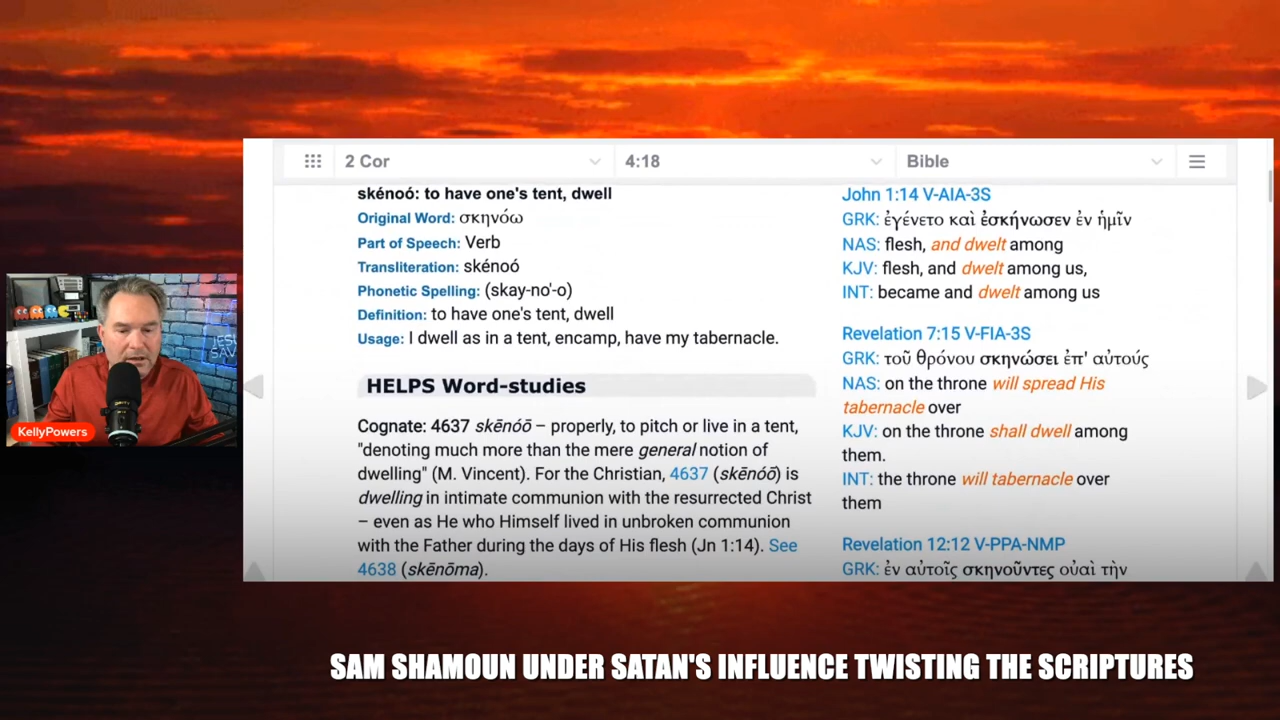 2 Cor
4:18
Bible
skénoó: to have one's tent, dwell
Original Word: σκηνόω
Part of Speech: Verb
Transliteration: skénoó
Phonetic Spelling: (skay-no'-o)
Definition: to have one's tent, dwell
Usage: I dwell as in a tent, encamp, have my tabernacle.
HELPS Word-studies
Cognate: 4637 skēnóō – properly, to pitch or live in a tent,
"denoting much more than the mere general notion of
dwelling" (M. Vincent). For the Christian, 4637 (skēnóō) is
dwelling in intimate communion with the resurrected Christ
– even as He who Himself lived in unbroken communion
with the Father during the days of His flesh (Jn 1:14). See
4638 (skēnōma).
John 1:14 V-AIA-3S
GRK: ἐγένετο καὶ ἐσκήνωσεν ἐν ἡμῖν
NAS: flesh, and dwelt among
KJV: flesh, and dwelt among us,
INT: became and dwelt among us
Revelation 7:15 V-FIA-3S
GRK: τοῦ θρόνου σκηνώσει ἐπ' αὐτούς
NAS: on the throne will spread His
tabernacle over
KJV: on the throne shall dwell among
them.
INT: the throne will tabernacle over
them
Revelation 12:12 V-PPA-NMP
GRK: ἐν αὐτοῖς σκηνοῦντες οὐαὶ τὴν
JESUS
KellyPowers
SAM SHAMOUN UNDER SATAN'S INFLUENCE TWISTING THE SCRIPTURES